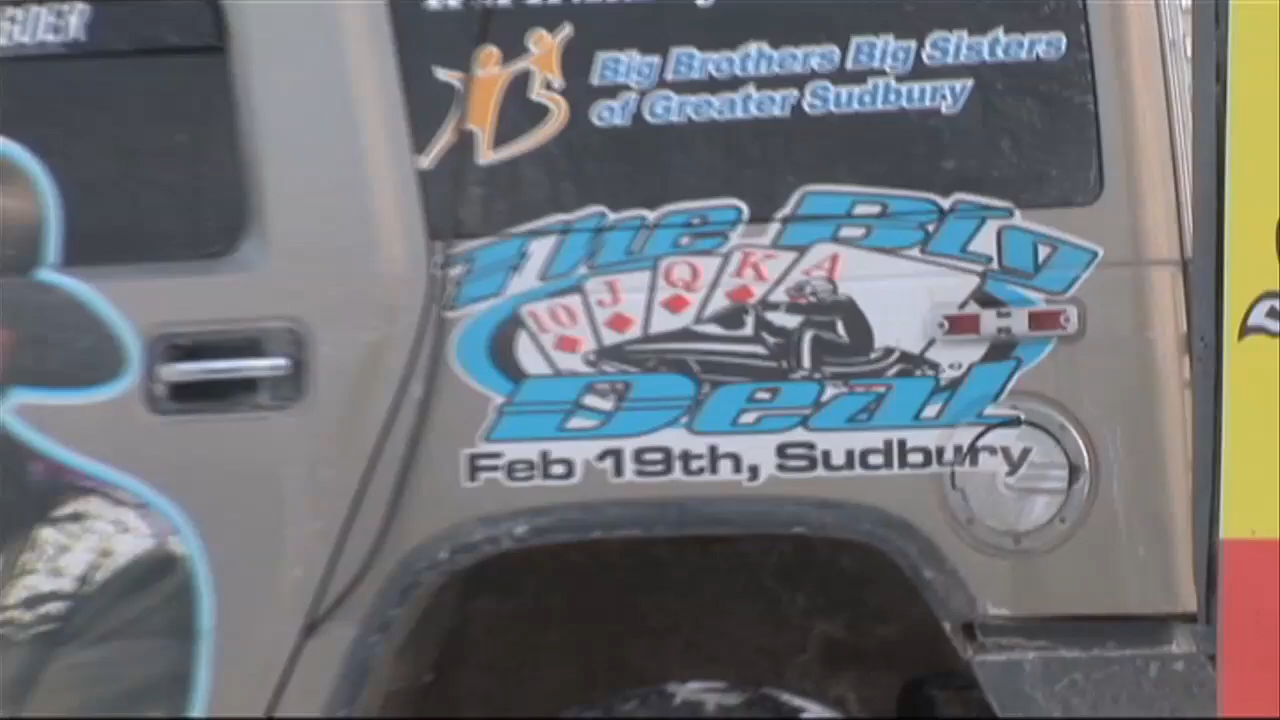 Big Brothers Big Sisters
of Greater Sudbury
The Big
10 J Q K A
Deal
Feb 19th, Sudbury